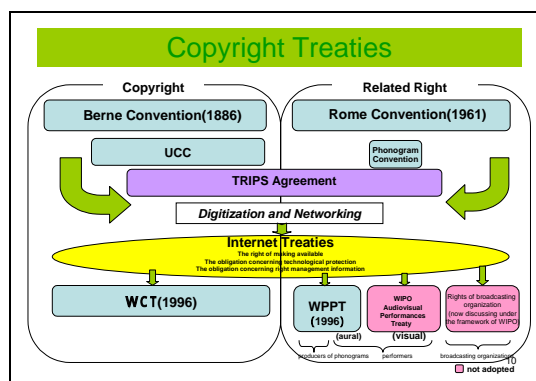 Copyright Treaties
Copyright
Related Right
Berne Convention(1886)
Rome Convention(1961)
UCC
Phonogram
Convention
TRIPS Agreement
Digitization and Networking
Internet Treaties
The right of making available
The obligation concerning technological protection
The obligation concerning right management information
WCT(1996)
WPPT
(1996)
(aural)
WIPO
Audiovisual
Performances
Treaty
(visual)
Rights of broadcasting
organization
(now discussing under
the framework of WIPO)
producers of phonograms
performers
broadcasting organizations
10
not adopted